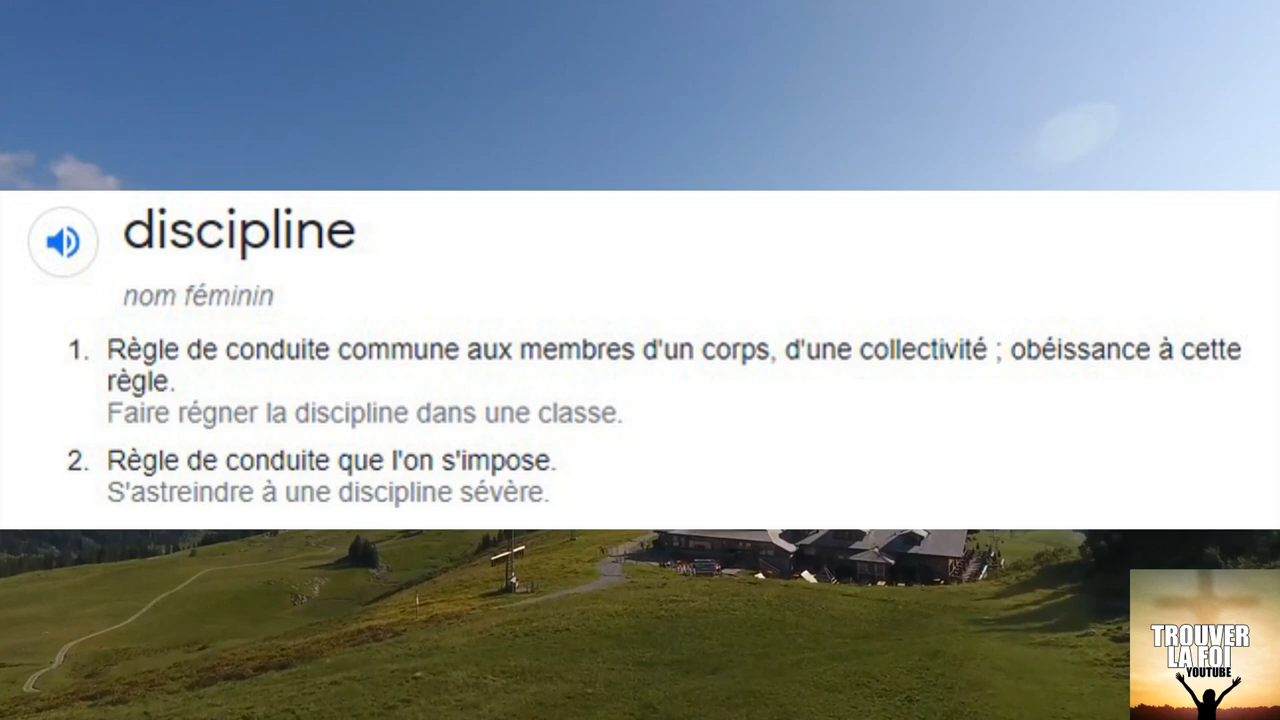 discipline
nom féminin
1. Règle de conduite commune aux membres d'un corps, d'une collectivité ; obéissance à cette
règle.
Faire régner la discipline dans une classe.
2. Règle de conduite que l'on s'impose.
S'astreindre à une discipline sévère.
TROUVER
LA FOI
YOUTUBE